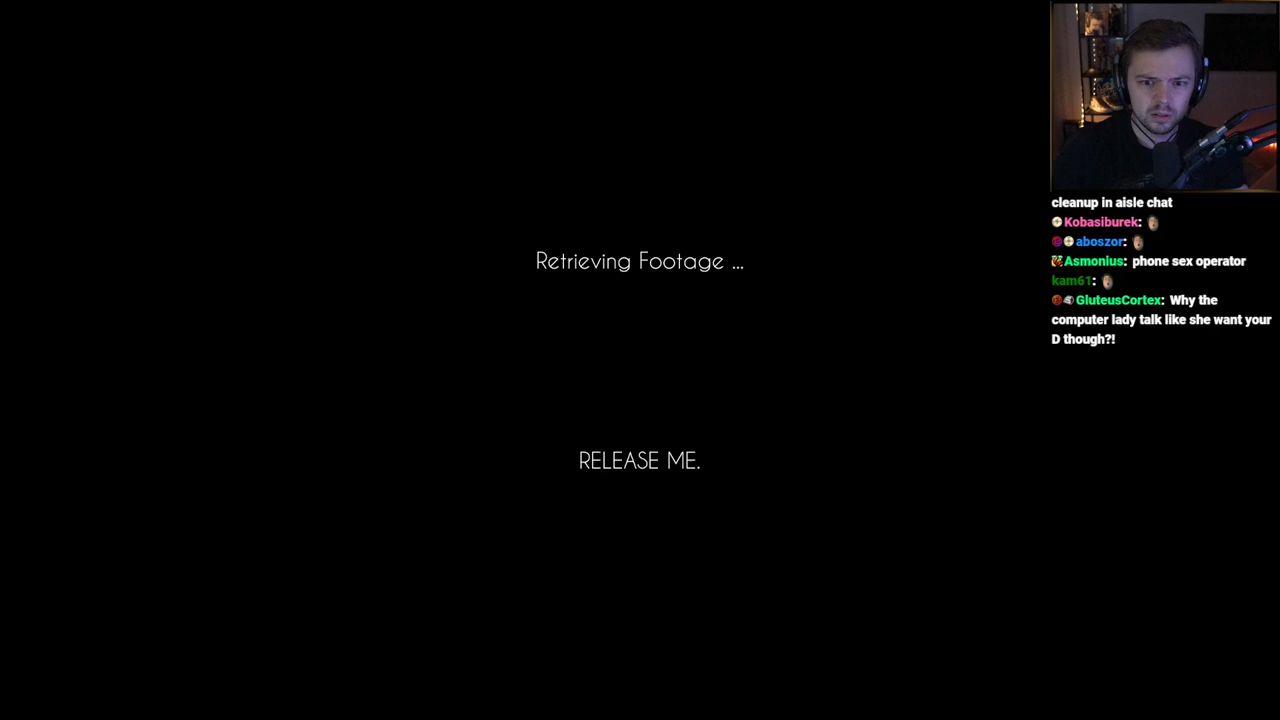 Retrieving Footage ...
RELEASE ME.
cleanup in aisle chat
Kobasiburek:
aboszor:
Asmonius: phone sex operator
kam61:
GluteusCortex: Why the
computer lady talk like she want your
D though?!